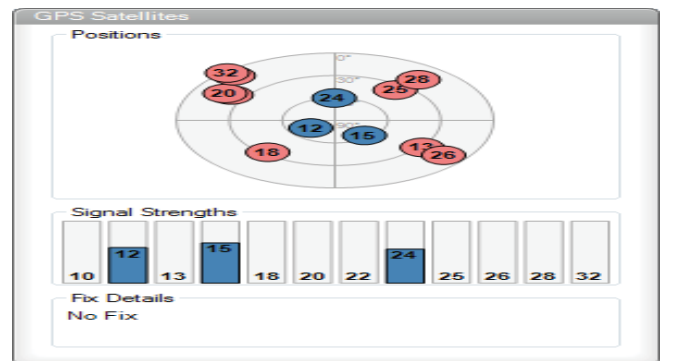 GPS Satellites
Positions
0°
32
30°
28
25
20
24
12
90°
15
18
13
26
Signal Strengths
10 12 13 15 18 20 22 24 25 26 28 32
Fix Details
No Fix